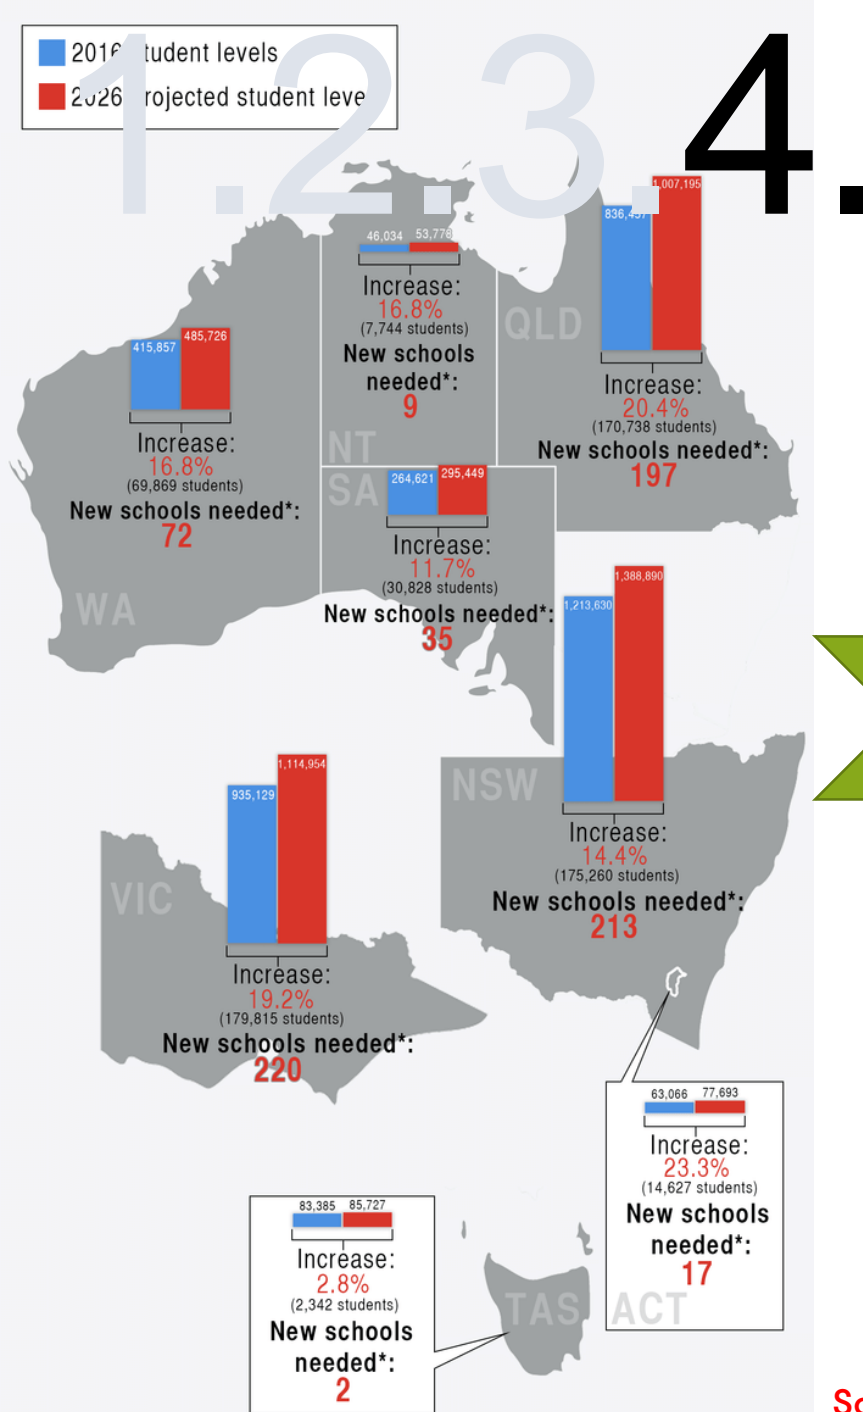 1.2.3.4.
2016 student levels
2026 projected student level
46,034 53,778
Increase:
16.8%
(7,744 students)
New schools
needed*:
9
NT
836,457 1,007,195
QLD
Increase:
20.4%
(170,738 students)
New schools needed*:
197
415,857 485,726
Increase:
16.8%
(69,869 students)
New schools needed*:
72
WA
SA
264,621 295,449
Increase:
11.7%
(30,828 students)
New schools needed*:
35
1,213,630 1,388,890
NSW
Increase:
14.4%
(175,260 students)
New schools needed*:
213
935,129 1,114,954
VIC
Increase:
19.2%
(179,815 students)
New schools needed*:
220
63,066 77,693
Increase:
23.3%
(14,627 students)
New schools
needed*:
17
ACT
83,385 85,727
Increase:
2.8%
(2,342 students)
New schools
needed*:
2
TAS